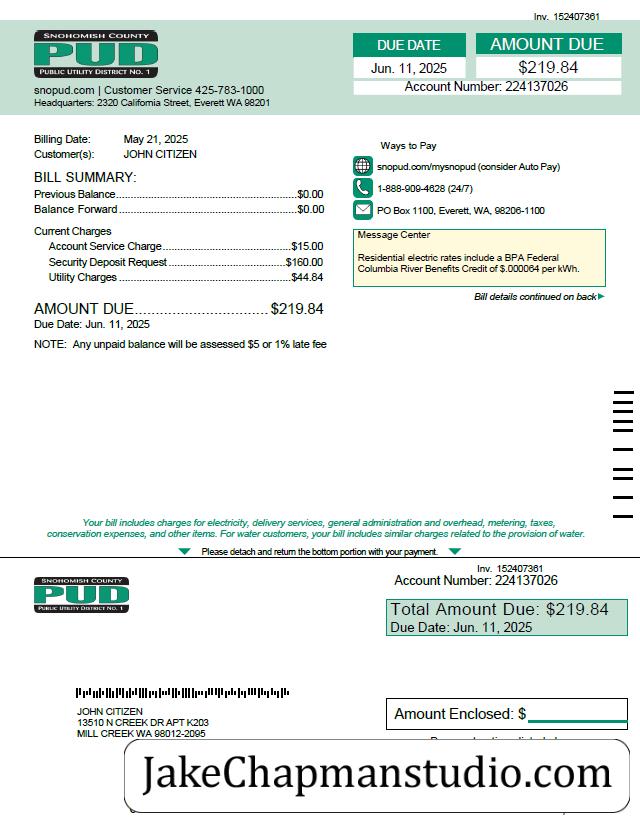 Inv. 152407361
SNOHOMISH COUNTY
PUD
PUBLIC UTILITY DISTRICT NO. 1
DUE DATE
AMOUNT DUE
Jun. 11, 2025
$219.84
snopud.com | Customer Service 425-783-1000
Account Number: 224137026
Headquarters: 2320 California Street, Everett WA 98201
Billing Date: May 21, 2025
Customer(s): JOHN CITIZEN
Ways to Pay
snopud.com/mysnopud (consider Auto Pay)
1-888-909-4628 (24/7)
PO Box 1100, Everett, WA, 98206-1100
BILL SUMMARY:
Previous Balance....................$0.00
Balance Forward....................$0.00
Current Charges
Account Service Charge....................$15.00
Security Deposit Request....................$160.00
Utility Charges....................$44.84
Message Center
Residential electric rates include a BPA Federal
Columbia River Benefits Credit of $.000064 per kWh.
Bill details continued on back
AMOUNT DUE............................$219.84
Due Date: Jun. 11, 2025
NOTE: Any unpaid balance will be assessed $5 or 1% late fee
Your bill includes charges for electricity, delivery services, general administration and overhead, metering, taxes,
conservation expenses, and other items. For water customers, your bill includes similar charges related to the provision of water.
Please detach and return the bottom portion with your payment.
Inv. 152407361
SNOHOMISH COUNTY
PUD
PUBLIC UTILITY DISTRICT NO. 1
Account Number: 224137026
Total Amount Due: $219.84
Due Date: Jun. 11, 2025
JOHN CITIZEN
13510 N CREEK DR APT K203
MILL CREEK WA 98012-2095
Amount Enclosed: $
JakeChapmanstudio.com